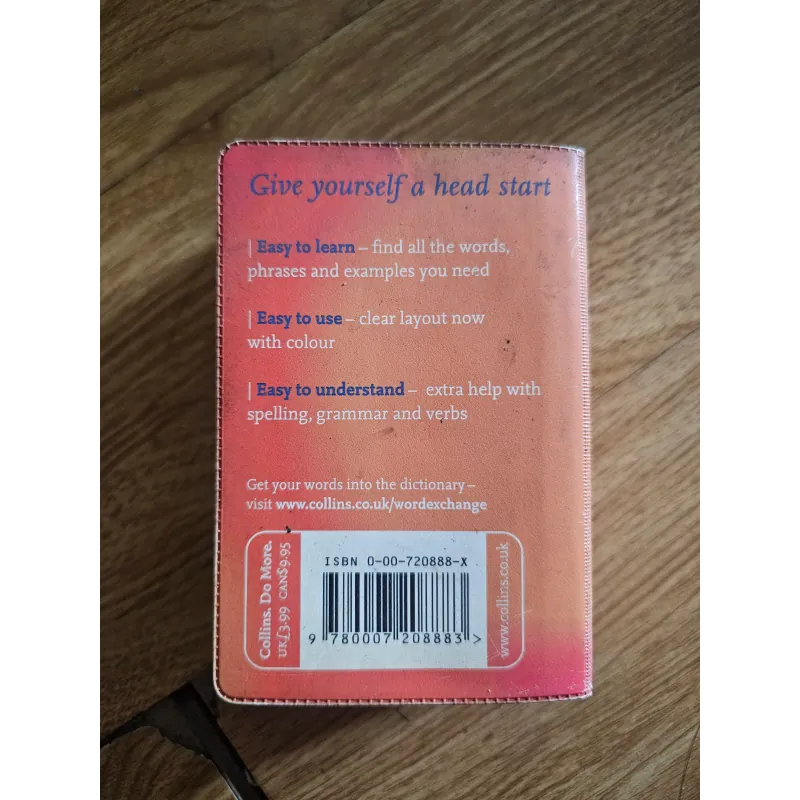 Give yourself a head start
| Easy to learn – find all the words,
phrases and examples you need
| Easy to use – clear layout now
with colour
| Easy to understand – extra help with
spelling, grammar and verbs
Get your words into the dictionary –
visit www.collins.co.uk/wordexchange
Collins. Do More.
UK£3.99 CAN$9.95
ISBN 0-00-720888-X
9 780007 208883 >
www.collins.co.uk